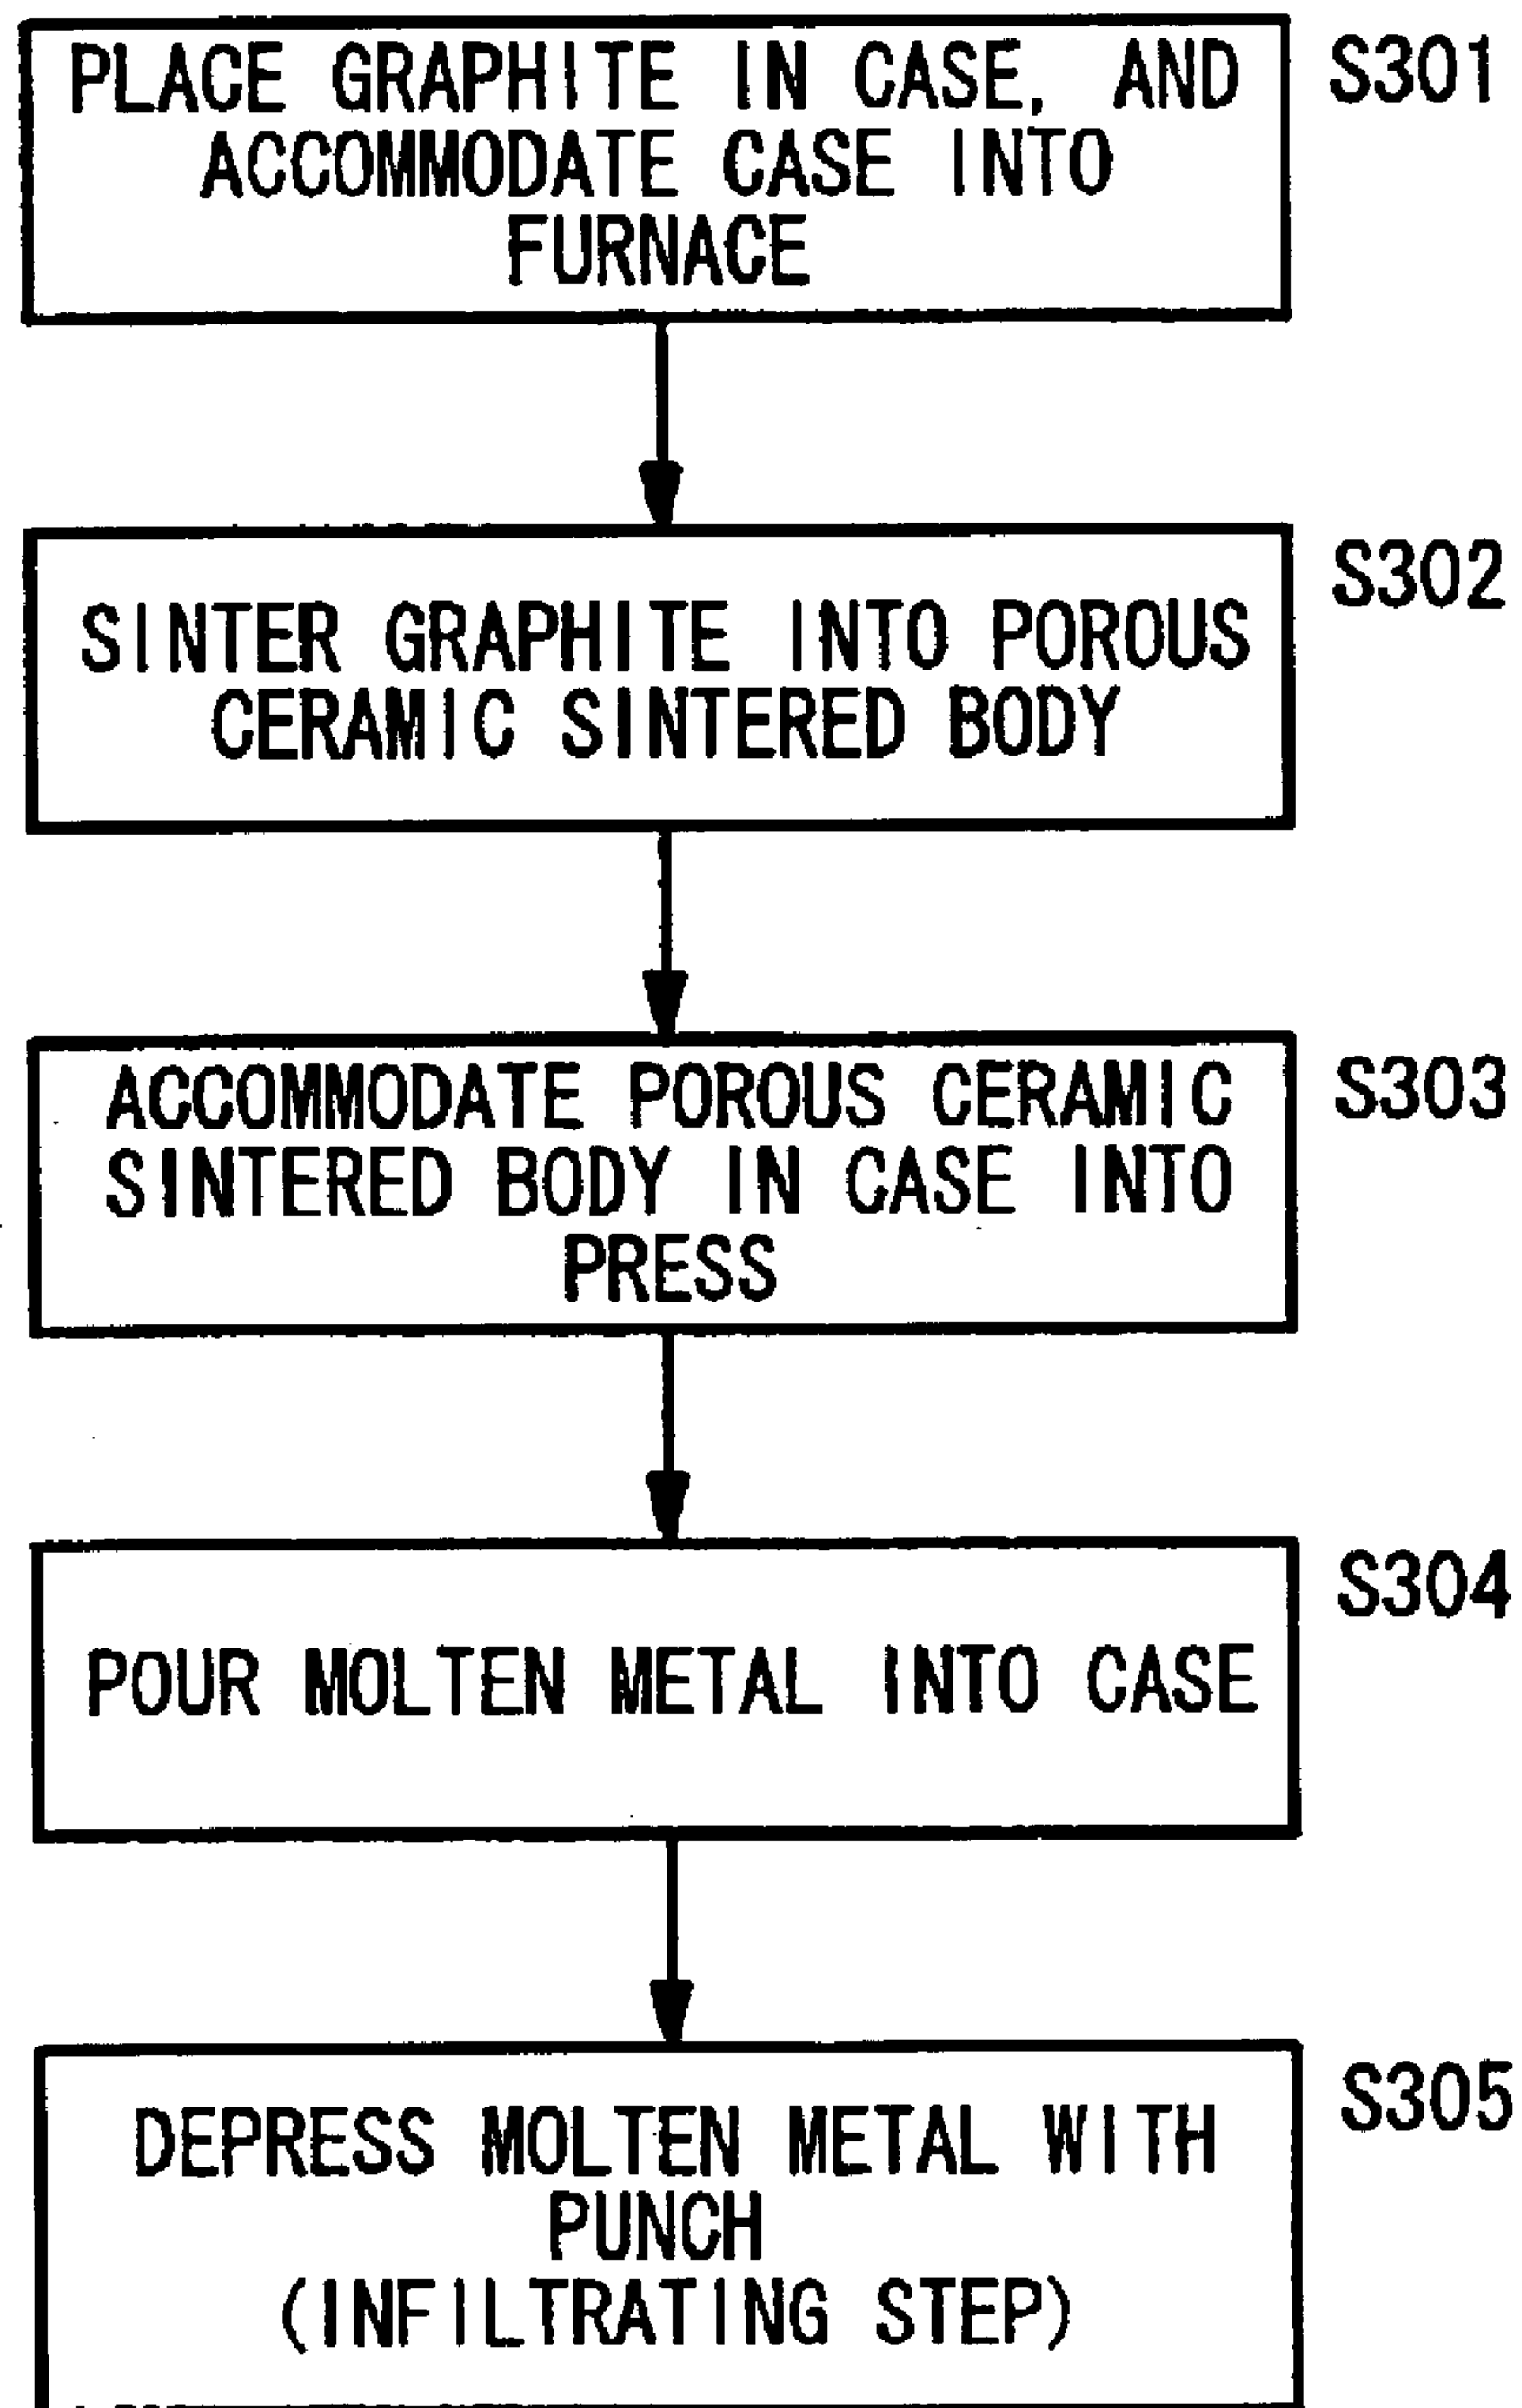 PLACE GRAPHITE IN CASE, AND
ACCOMMODATE CASE INTO
FURNACE
S301
SINTER GRAPHITE INTO POROUS
CERAMIC SINTERED BODY
S302
ACCOMMODATE POROUS CERAMIC
SINTERED BODY IN CASE INTO
PRESS
S303
POUR MOLTEN METAL INTO CASE
S304
DEPRESS MOLTEN METAL WITH
PUNCH
(INFILTRATING STEP)
S305